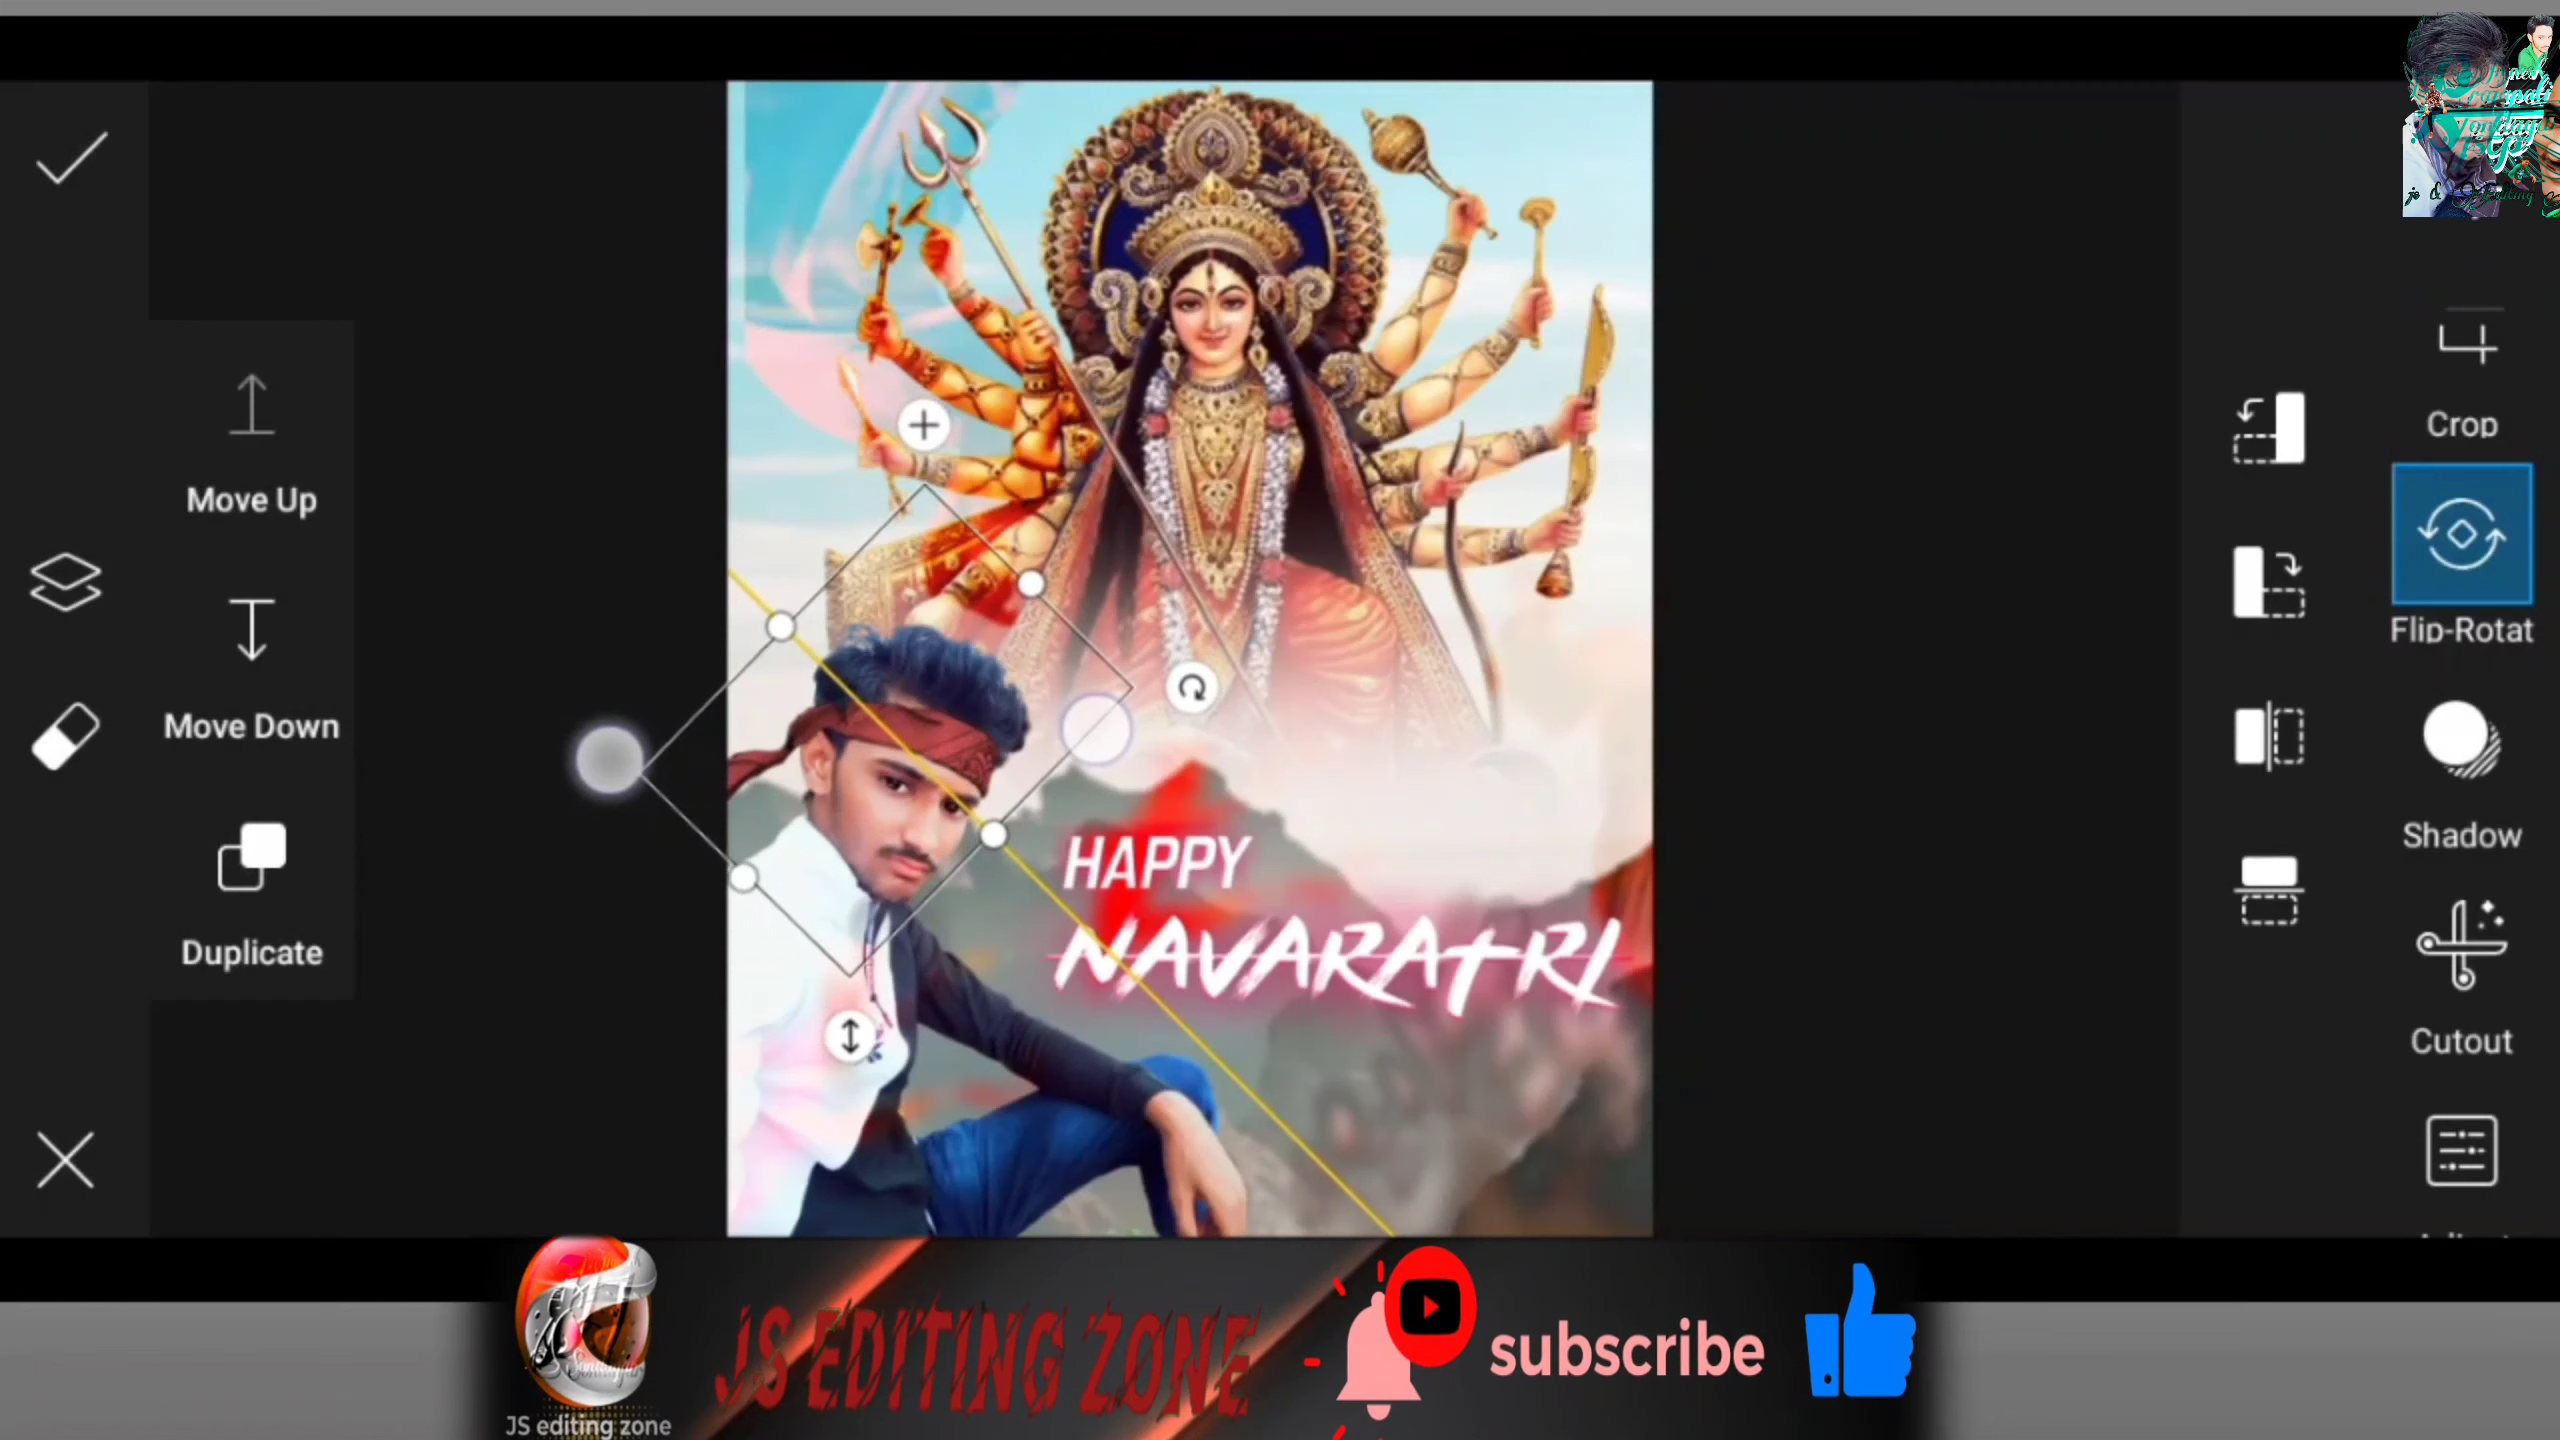 Move Up
Move Down
Duplicate
Crop
Flip-Rotat
Shadow
Cutout
HAPPY
NAVARATRI
JS EDITING ZONE
subscribe
JS editing zone